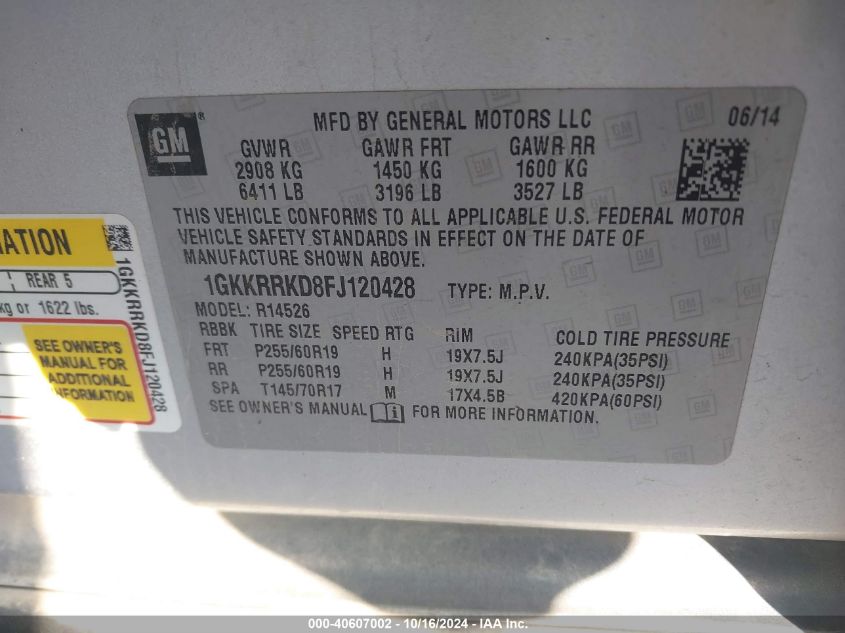 GM
MFD BY GENERAL MOTORS LLC 06/14
GVWR GAWR FRT GAWR RR
2908 KG 1450 KG 1600 KG
6411 LB 3196 LB 3527 LB
THIS VEHICLE CONFORMS TO ALL APPLICABLE U.S. FEDERAL MOTOR
VEHICLE SAFETY STANDARDS IN EFFECT ON THE DATE OF
MANUFACTURE SHOWN ABOVE.
1GKKRRKD8FJ120428 TYPE: M.P.V.
MODEL: R14526
RBBK TIRE SIZE SPEED RTG RIM COLD TIRE PRESSURE
FRT P255/60R19 H 19X7.5J 240KPA(35PSI)
RR P255/60R19 H 19X7.5J 240KPA(35PSI)
SPA T145/70R17 M 17X4.5B 420KPA(60PSI)
SEE OWNER'S MANUAL FOR MORE INFORMATION.
MATION
REAR 5
kg or 1622 lbs.
SEE OWNER'S
MANUAL FOR
ADDITIONAL
INFORMATION
1GKKRRKD8FJ120428
000-40607002 - 10/16/2024 - IAA Inc.